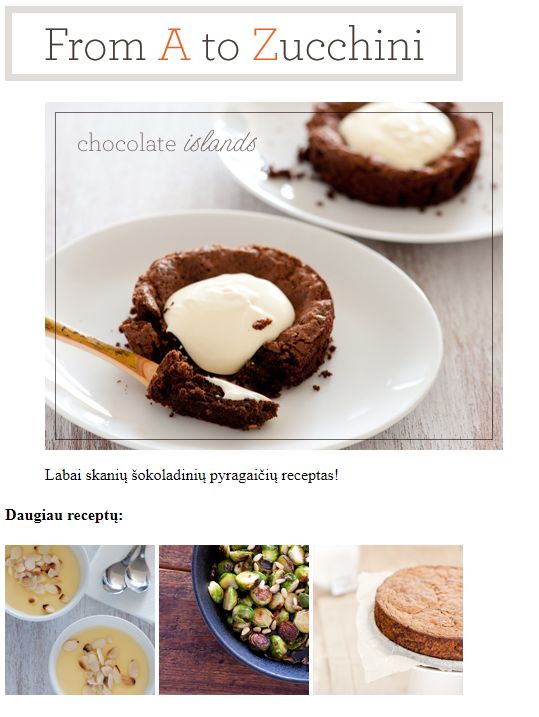 From A to Zucchini
chocolate islands
Labai skanių šokoladinių pyragaičių receptas!
Daugiau receptų: